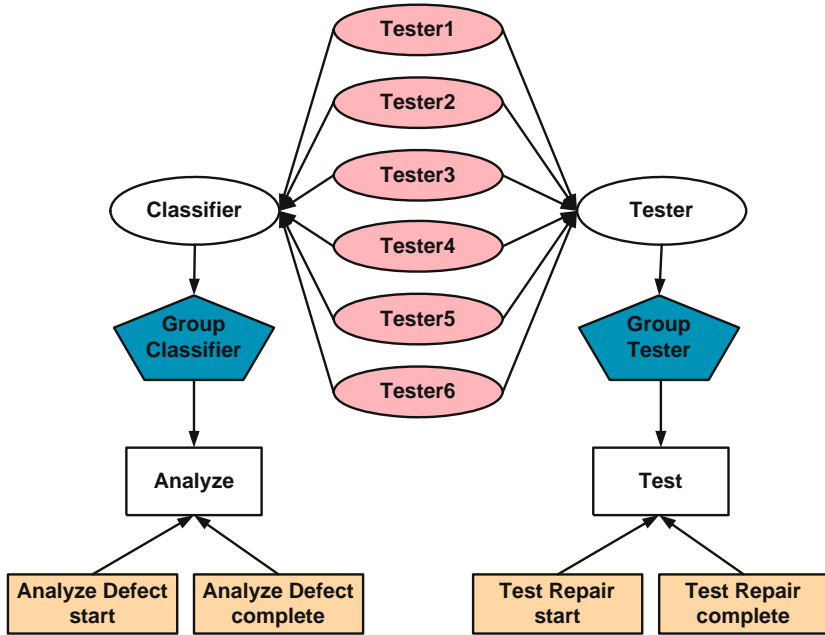 Tester1
Tester2
Tester3
Tester4
Tester5
Tester6
Classifier
Tester
Group
Classifier
Group
Tester
Analyze
Test
Analyze Defect
start
Analyze Defect
complete
Test Repair
start
Test Repair
complete